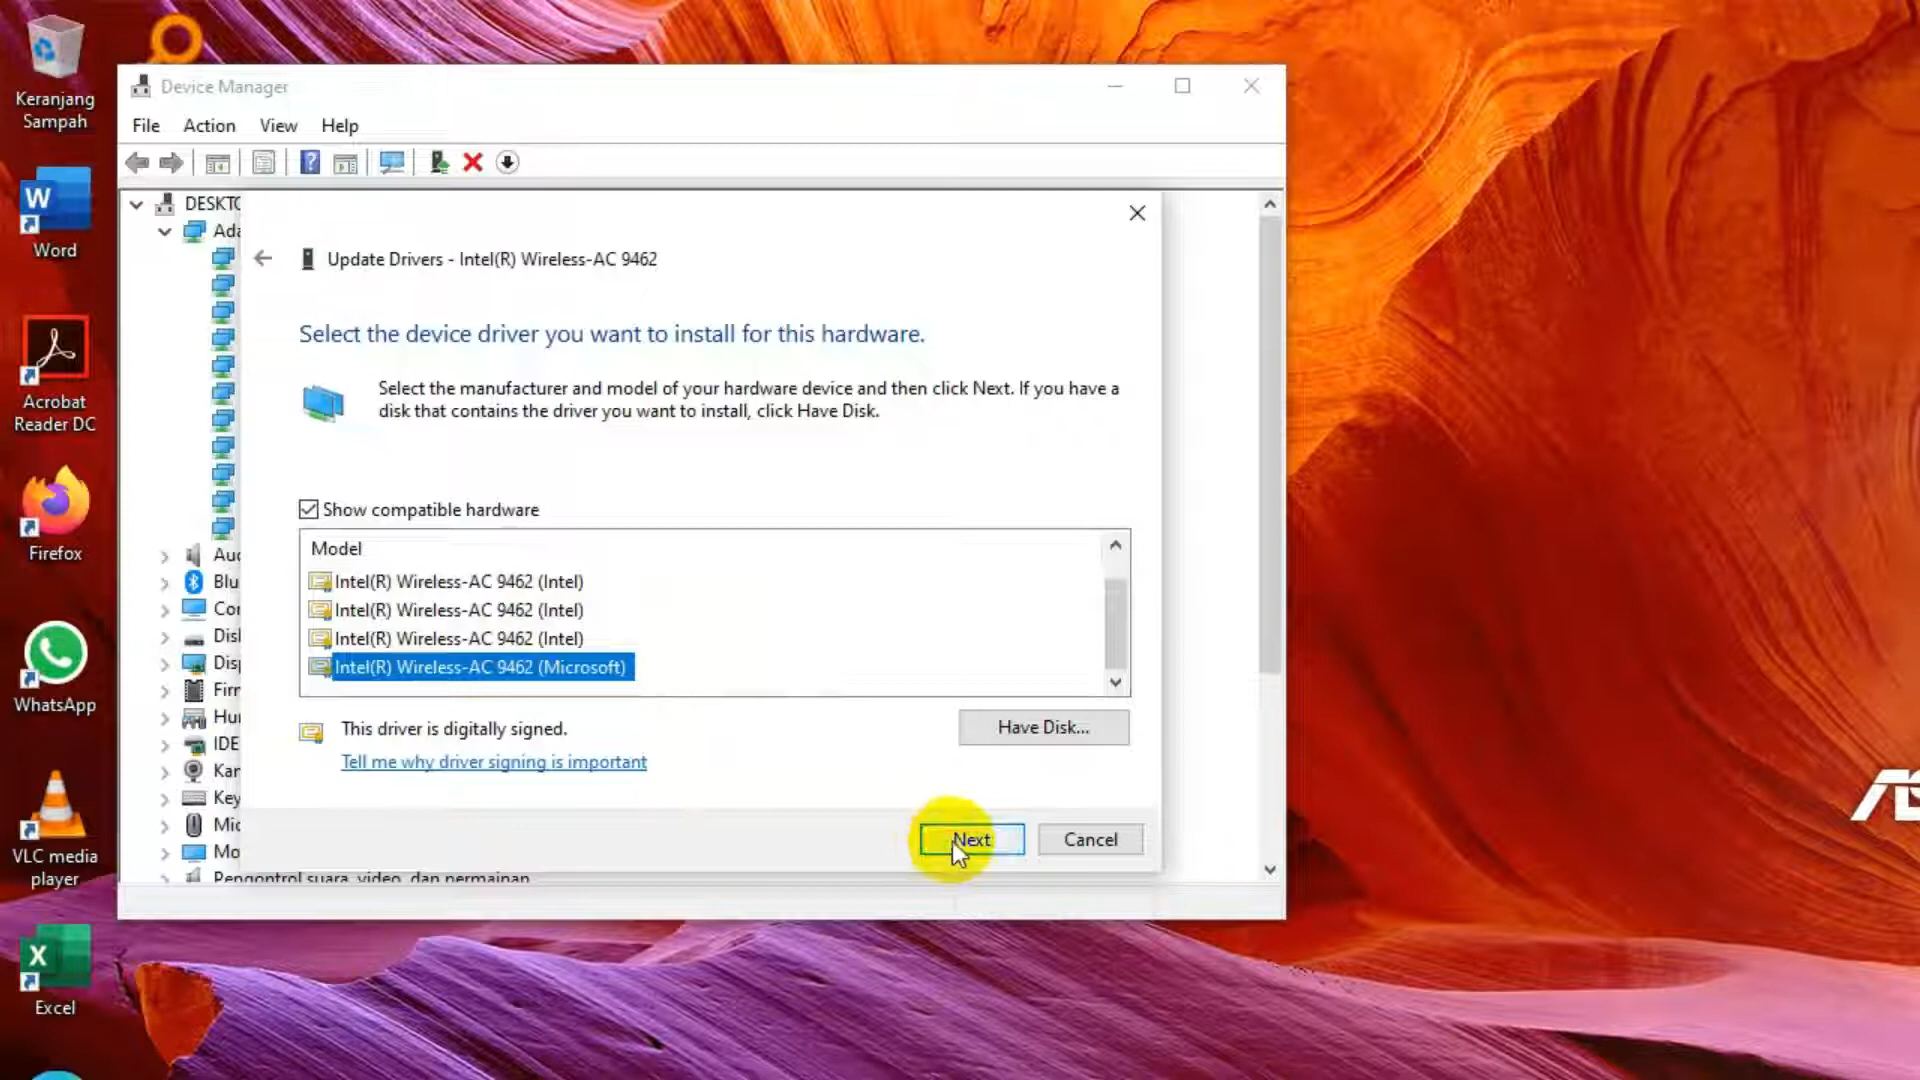 Keranjang
Sampah
Word
Acrobat
Reader DC
Firefox
WhatsApp
VLC media
player
Excel
Device Manager
File Action View Help
DESKTO
Ada
Aud
Blu
Cor
Disl
Disp
Firr
Hur
IDE
Kar
Key
Mic
Mo
Pengontrol suara, video, dan permainan
Update Drivers - Intel(R) Wireless-AC 9462
Select the device driver you want to install for this hardware.
Select the manufacturer and model of your hardware device and then click Next. If you have a
disk that contains the driver you want to install, click Have Disk.
Show compatible hardware
Model
Intel(R) Wireless-AC 9462 (Intel)
Intel(R) Wireless-AC 9462 (Intel)
Intel(R) Wireless-AC 9462 (Intel)
Intel(R) Wireless-AC 9462 (Microsoft)
This driver is digitally signed.
Have Disk...
Tell me why driver signing is important
Next Cancel